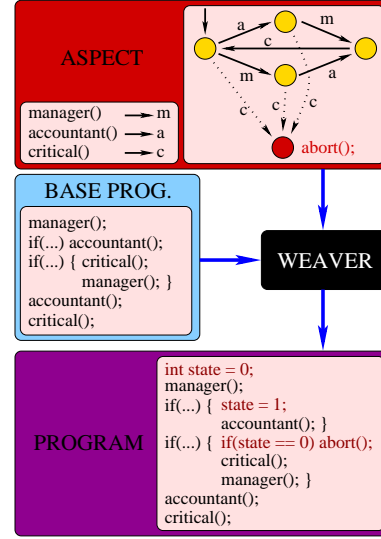 ASPECT
a
m
c
m
a
c
c
c
abort();
manager() m
accountant() a
critical() c
BASE PROG.
manager();
if(...) accountant();
if(...) { critical();
manager(); }
accountant();
critical();
WEAVER
PROGRAM
int state = 0;
manager();
if(...) { state = 1;
accountant(); }
if(...) { if(state == 0) abort();
critical();
manager(); }
accountant();
critical();